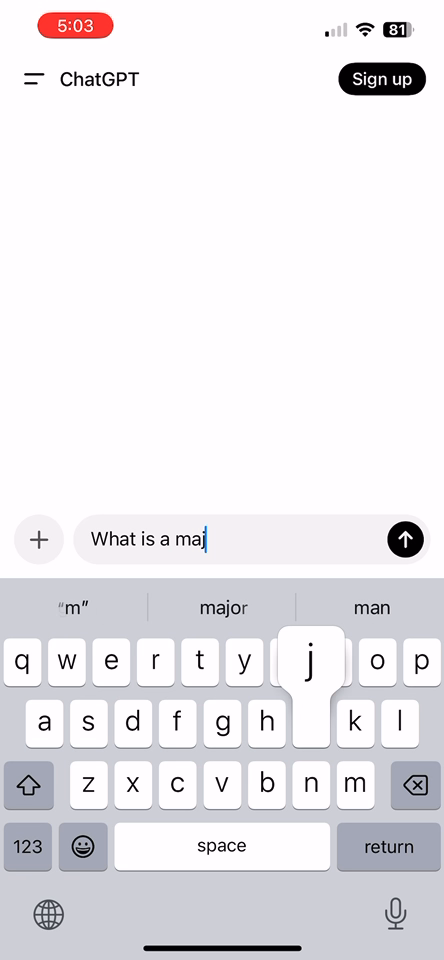 5:03
81
ChatGPT
Sign up
What is a maj
“m”
major
man
q w e r t y j o p
a s d f g h k l
z x c v b n m
123
space
return